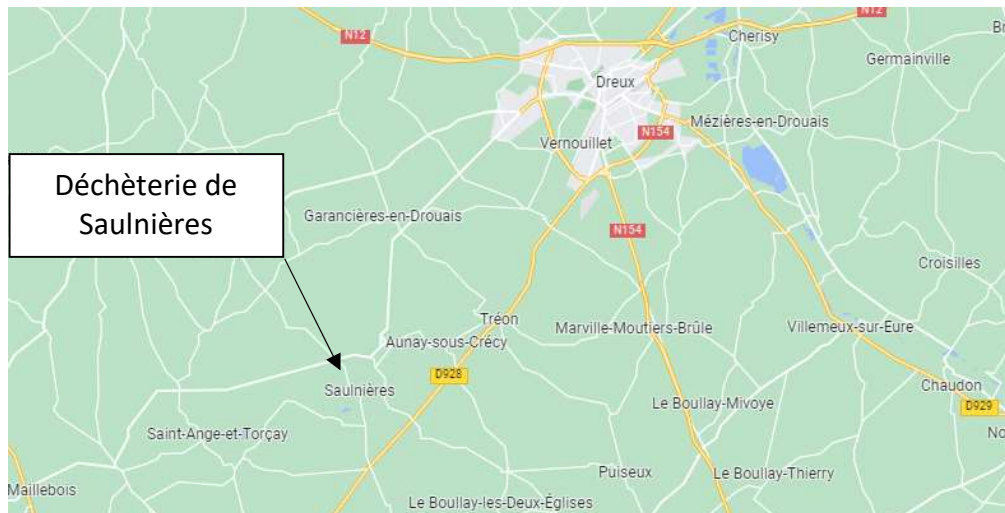 N12
N12
Cherisy
Br
Germainville
Dreux
Mézières-en-Drouais
N154
Vernouillet
Déchèterie de
Saulnières
Garancières-en-Drouais
N154
Croisilles
Tréon
Marville-Moutiers-Brûle
Villemeux-sur-Eure
Aunay-sous-Crécy
D928
Saulnières
Chaudon
Le Boullay-Mivoye
D929
Saint-Ange-et-Torçay
No
Puiseux
Le Boullay-Thierry
Maillebois
Le Boullay-les-Deux-Églises